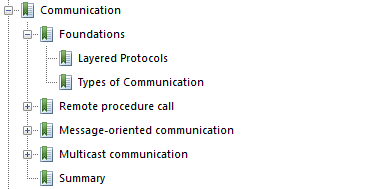 Communication
Foundations
Layered Protocols
Types of Communication
Remote procedure call
Message-oriented communication
Multicast communication
Summary